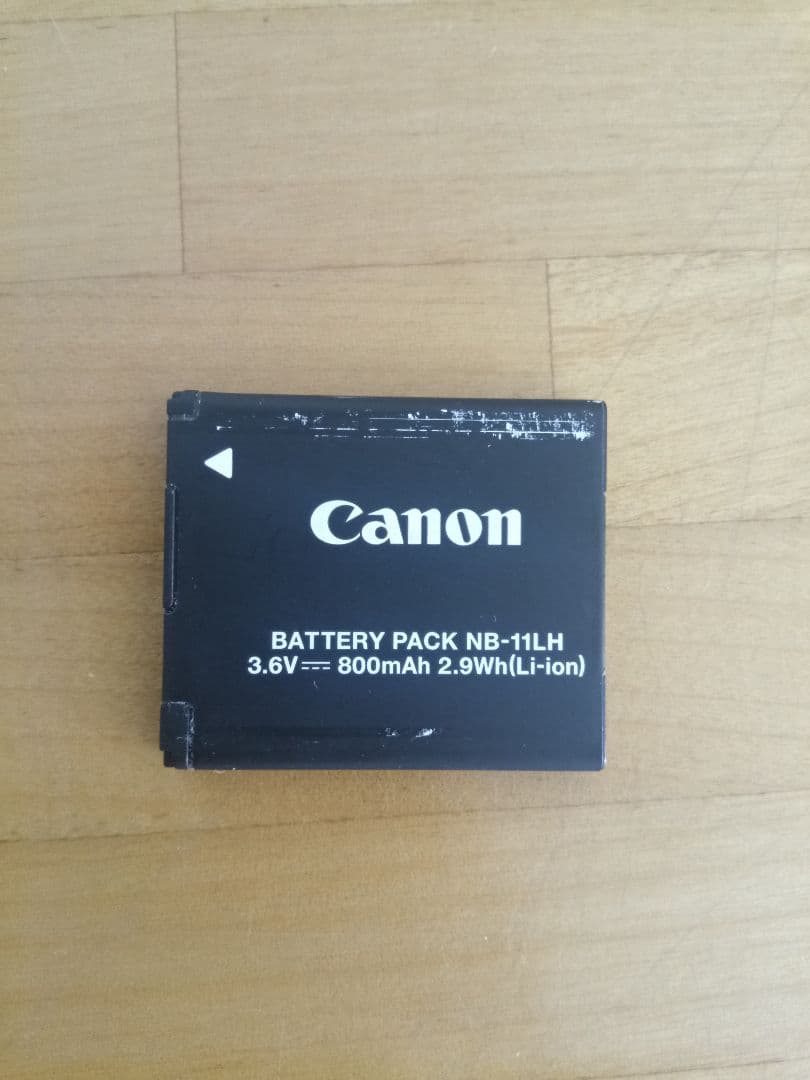 Canon
BATTERY PACK NB-11LH
3.6V⎓ 800mAh 2.9Wh(Li-ion)